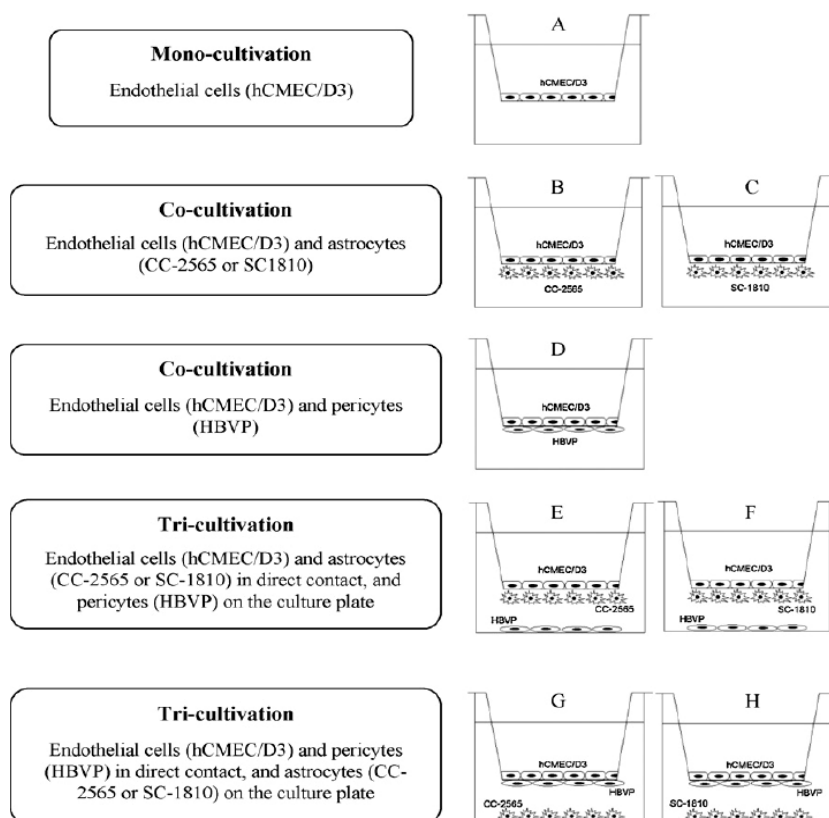 Mono-cultivation
Endothelial cells (hCMEC/D3)
A
hCMEC/D3
Co-cultivation
Endothelial cells (hCMEC/D3) and astrocytes
(CC-2565 or SC1810)
B
hCMEC/D3
CC-2565
C
hCMEC/D3
SC-1810
Co-cultivation
Endothelial cells (hCMEC/D3) and pericytes
(HBVP)
D
hCMEC/D3
HBVP
Tri-cultivation
Endothelial cells (hCMEC/D3) and astrocytes
(CC-2565 or SC-1810) in direct contact, and
pericytes (HBVP) on the culture plate
E
hCMEC/D3
CC-2565
HBVP
F
hCMEC/D3
SC-1810
HBVP
Tri-cultivation
Endothelial cells (hCMEC/D3) and pericytes
(HBVP) in direct contact, and astrocytes (CC-
2565 or SC-1810) on the culture plate
G
hCMEC/D3
HBVP
CC-2565
H
hCMEC/D3
HBVP
SC-1810